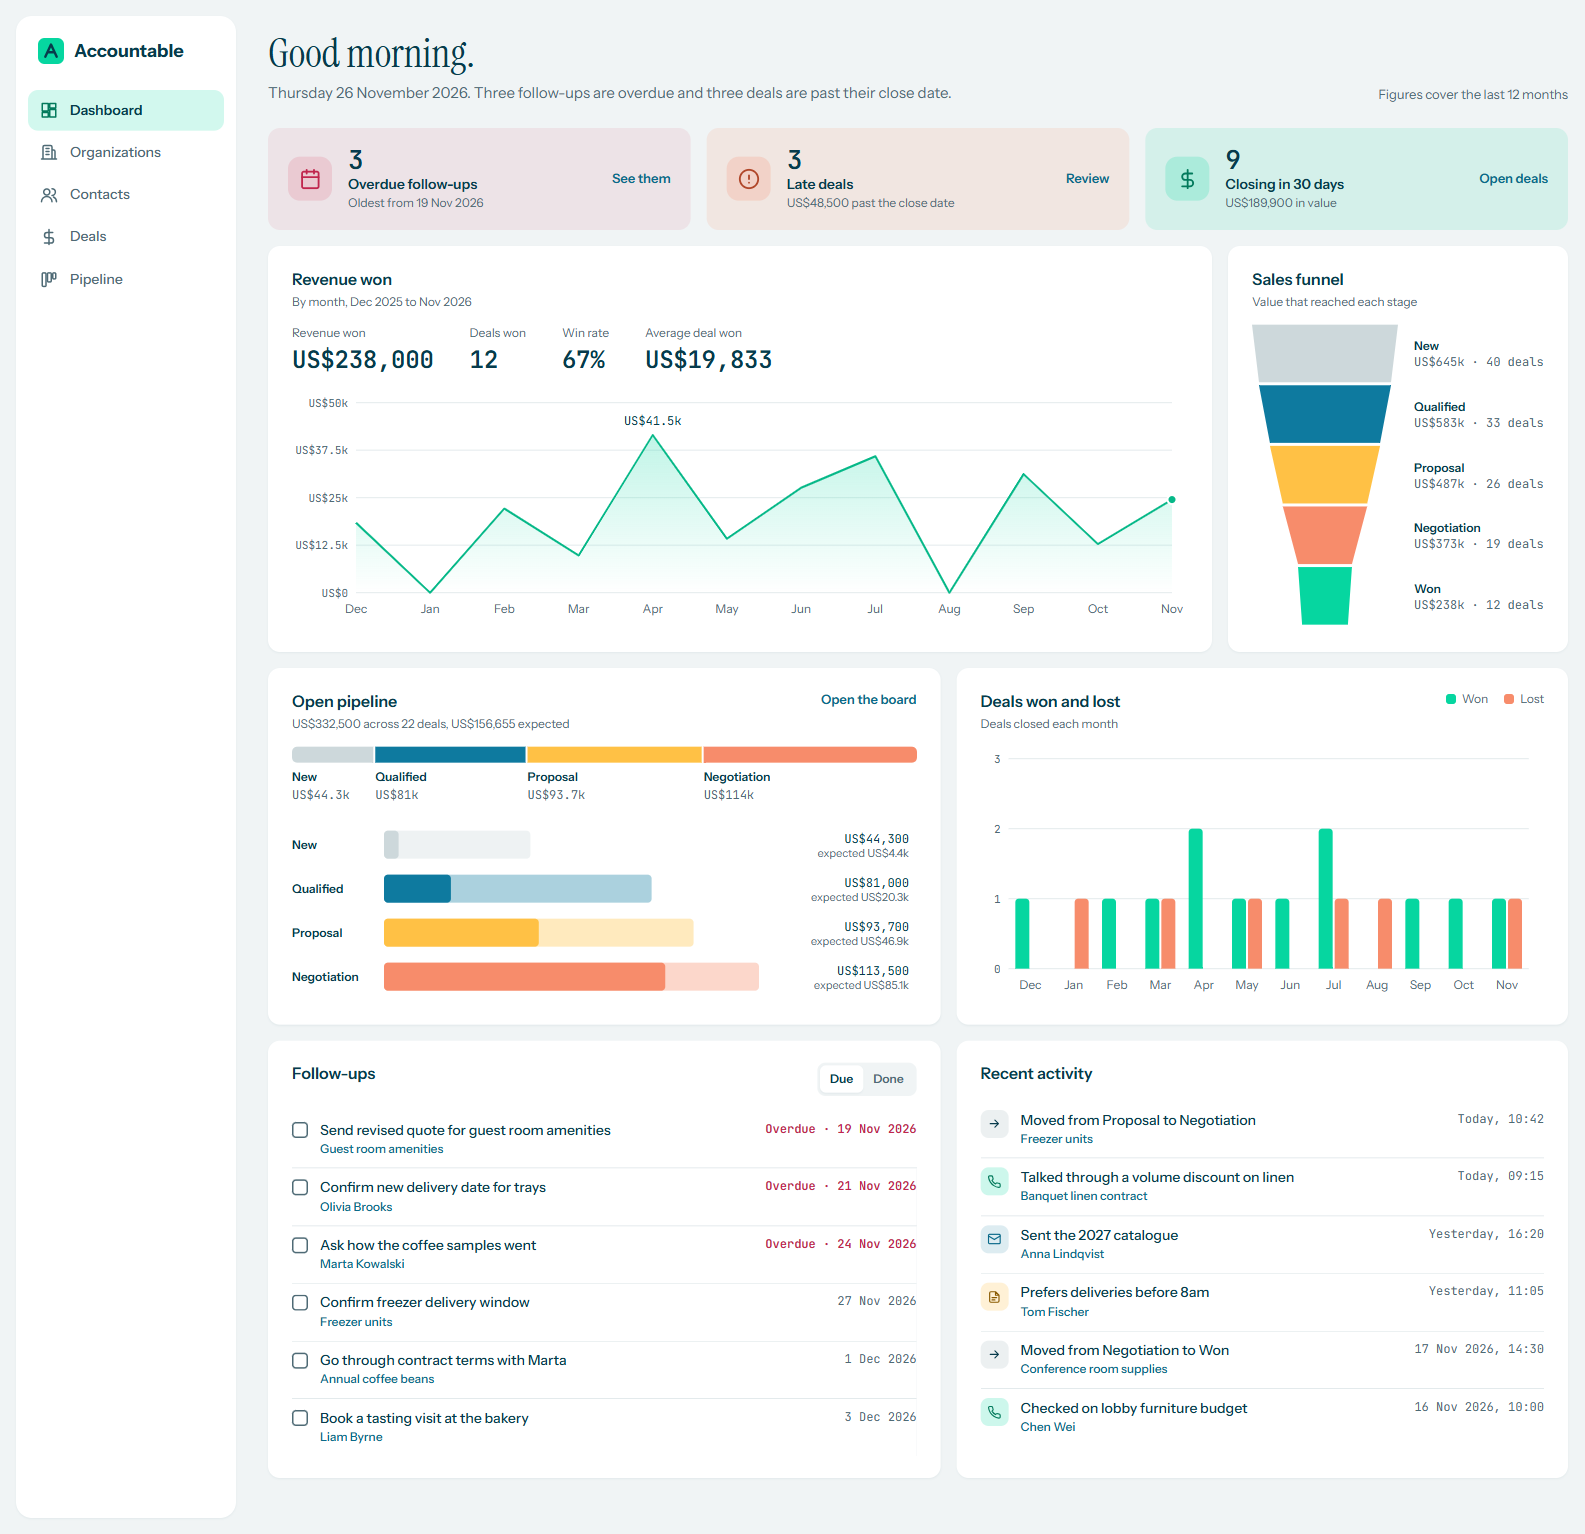 Accountable
Dashboard
Organizations
Contacts
Deals
Pipeline
Good morning.
Thursday 26 November 2026. Three follow-ups are overdue and three deals are past their close date.
Figures cover the last 12 months
3
Overdue follow-ups
Oldest from 19 Nov 2026
See them
3
Late deals
US$48,500 past the close date
Review
9
Closing in 30 days
US$189,900 in value
Open deals
Revenue won
By month, Dec 2025 to Nov 2026
Revenue won
US$238,000
Deals won
12
Win rate
67%
Average deal won
US$19,833
US$50k
US$41.5k
US$37.5k
US$25k
US$12.5k
US$0
Dec Jan Feb Mar Apr May Jun Jul Aug Sep Oct Nov
Sales funnel
Value that reached each stage
New
US$645k · 40 deals
Qualified
US$583k · 33 deals
Proposal
US$487k · 26 deals
Negotiation
US$373k · 19 deals
Won
US$238k · 12 deals
Open pipeline
US$332,500 across 22 deals, US$156,655 expected
Open the board
New
US$44.3k
Qualified
US$81k
Proposal
US$93.7k
Negotiation
US$114k
New
US$44,300
expected US$4.4k
Qualified
US$81,000
expected US$20.3k
Proposal
US$93,700
expected US$46.9k
Negotiation
US$113,500
expected US$85.1k
Deals won and lost
Deals closed each month
Won
Lost
3
2
1
0
Dec Jan Feb Mar Apr May Jun Jul Aug Sep Oct Nov
Follow-ups
Due
Done
Send revised quote for guest room amenities
Guest room amenities
Overdue · 19 Nov 2026
Confirm new delivery date for trays
Olivia Brooks
Overdue · 21 Nov 2026
Ask how the coffee samples went
Marta Kowalski
Overdue · 24 Nov 2026
Confirm freezer delivery window
Freezer units
27 Nov 2026
Go through contract terms with Marta
Annual coffee beans
1 Dec 2026
Book a tasting visit at the bakery
Liam Byrne
3 Dec 2026
Recent activity
Moved from Proposal to Negotiation
Freezer units
Today, 10:42
Talked through a volume discount on linen
Banquet linen contract
Today, 09:15
Sent the 2027 catalogue
Anna Lindqvist
Yesterday, 16:20
Prefers deliveries before 8am
Tom Fischer
Yesterday, 11:05
Moved from Negotiation to Won
Conference room supplies
17 Nov 2026, 14:30
Checked on lobby furniture budget
Chen Wei
16 Nov 2026, 10:00